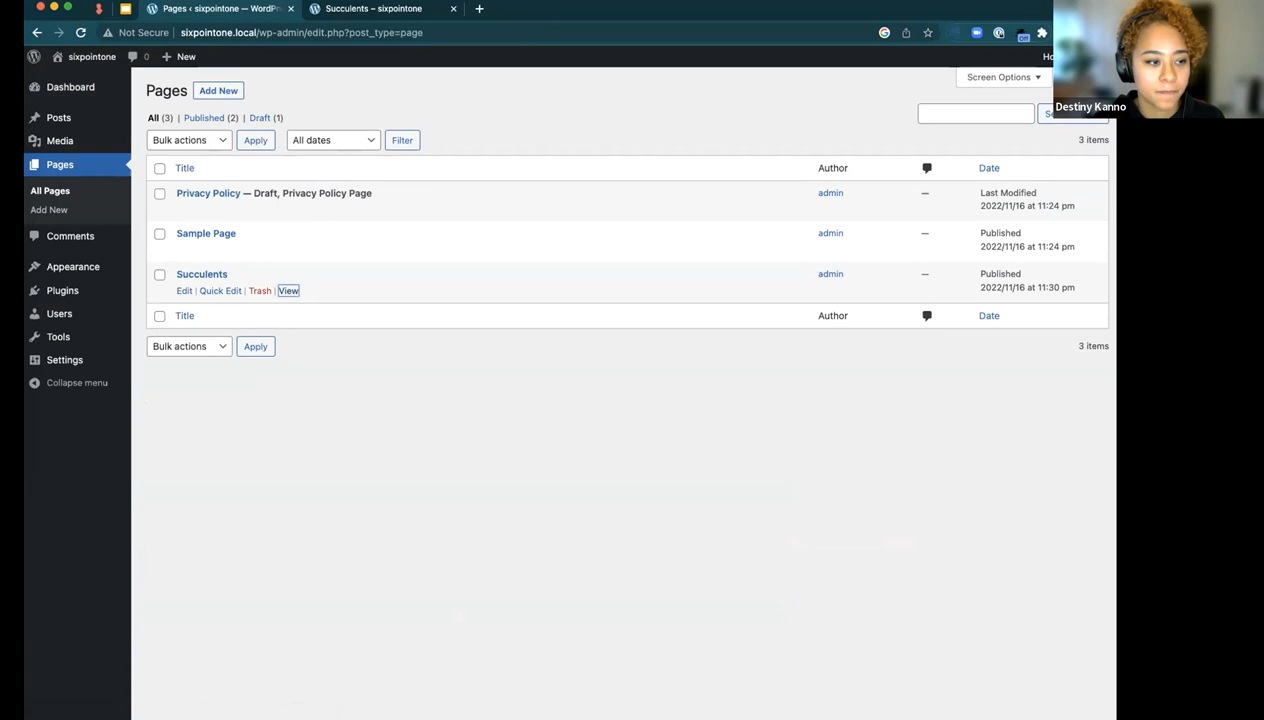 Pages ‹ sixpointone — WordPr
Succulents – sixpointone
Not Secure
sixpointone.local/wp-admin/edit.php?post_type=page
Off
sixpointone
0
New
Destiny Kanno
Dashboard
Posts
Media
Pages
All Pages
Add New
Comments
Appearance
Plugins
Users
Tools
Settings
Collapse menu
Pages
Add New
Screen Options
All (3) | Published (2) | Draft (1)
Bulk actions
Apply
All dates
Filter
3 items
Title
Author
Date
Privacy Policy — Draft, Privacy Policy Page
admin
—
Last Modified
2022/11/16 at 11:24 pm
Sample Page
admin
—
Published
2022/11/16 at 11:24 pm
Succulents
Edit | Quick Edit | Trash | View
admin
—
Published
2022/11/16 at 11:30 pm
Title
Author
Date
Bulk actions
Apply
3 items